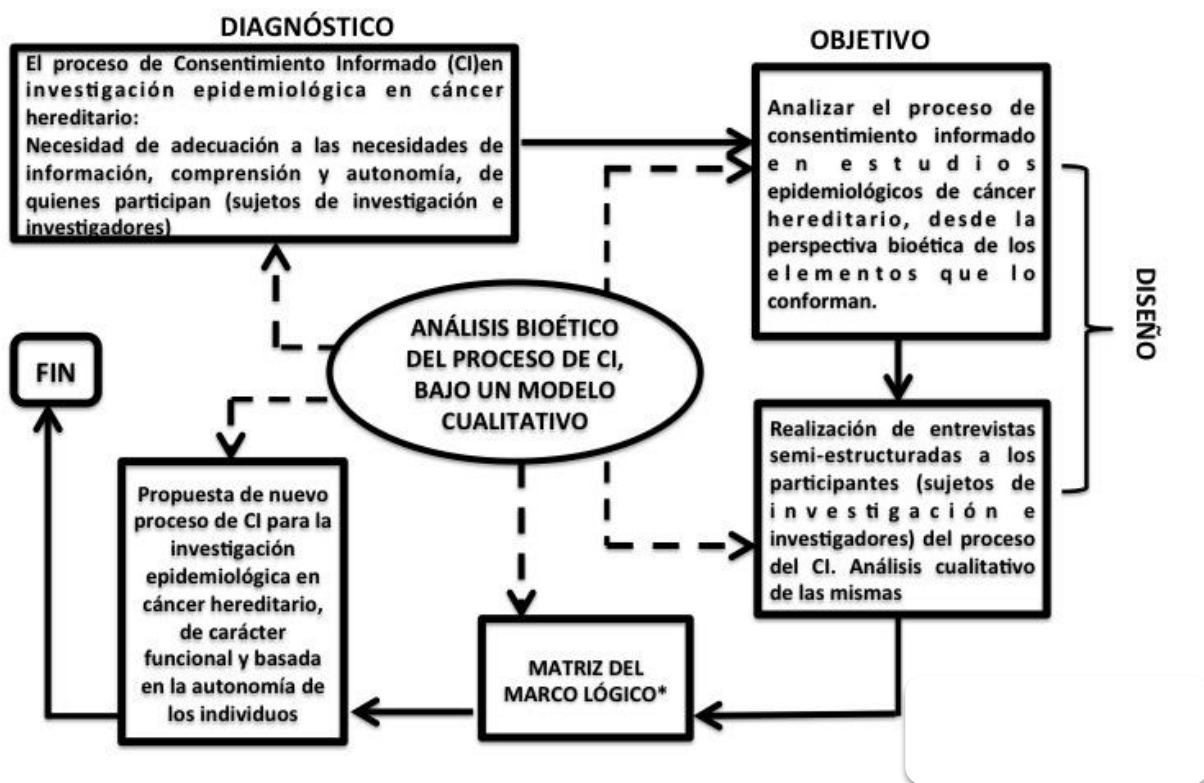 DIAGNÓSTICO
El proceso de Consentimiento Informado (CI)en
investigación epidemiológica en cáncer
hereditario:
Necesidad de adecuación a las necesidades de
información, comprensión y autonomía, de
quienes participan (sujetos de investigación e
investigadores)
OBJETIVO
Analizar el proceso de
consentimiento informado
en estudios
epidemiológicos de cáncer
hereditario, desde la
perspectiva bioética de los
elementos que lo
conforman.
DISEÑO
ANÁLISIS BIOÉTICO
DEL PROCESO DE CI,
BAJO UN MODELO
CUALITATIVO
FIN
Realización de entrevistas
semi-estructuradas a los
participantes (sujetos de
investigación e
investigadores) del proceso
del CI. Análisis cualitativo
de las mismas
Propuesta de nuevo
proceso de CI para la
investigación
epidemiológica en
cáncer hereditario,
de carácter
funcional y basada
en la autonomía de
los individuos
MATRIZ DEL
MARCO LÓGICO*